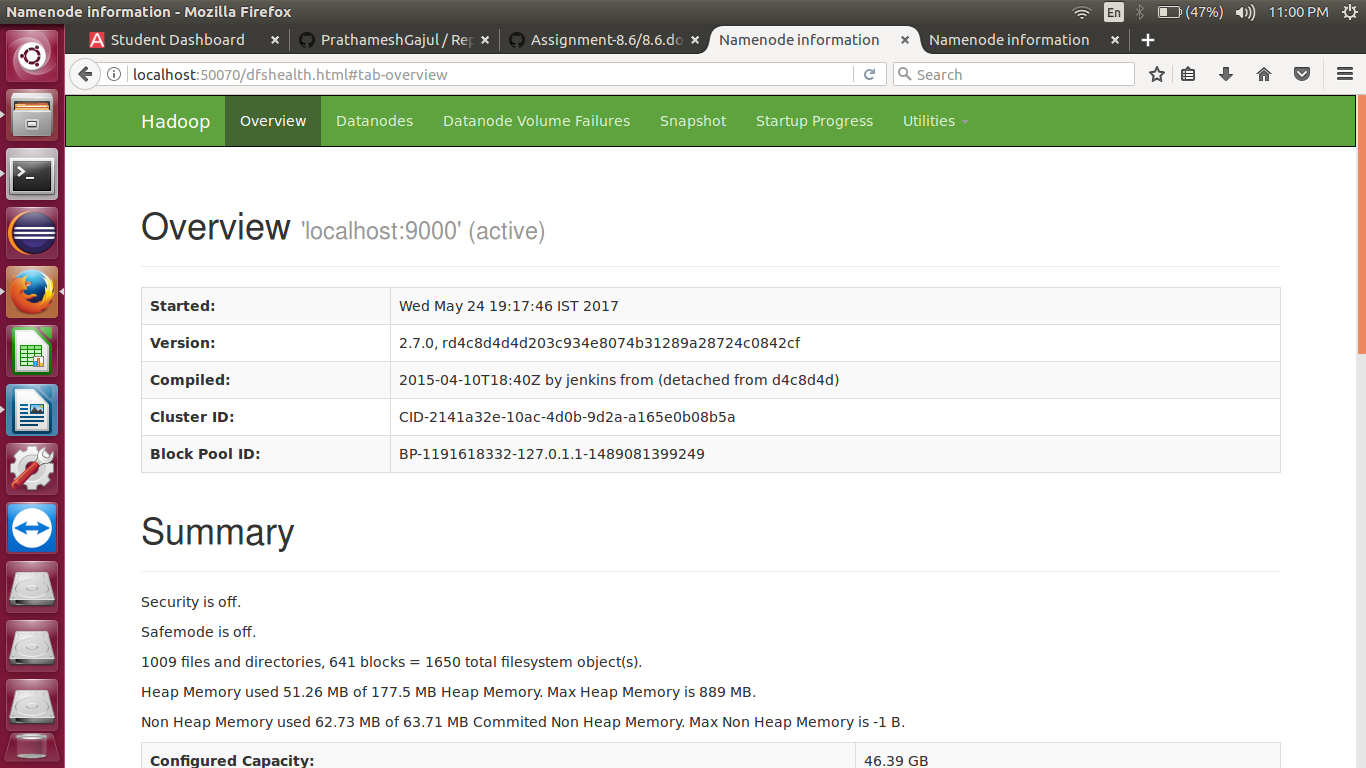 Namenode information - Mozilla Firefox
En (47%) 11:00 PM
Student Dashboard PrathameshGajul / Rep Assignment-8.6/8.6.do Namenode information Namenode information
localhost:50070/dfshealth.html#tab-overview Search
Hadoop Overview Datanodes Datanode Volume Failures Snapshot Startup Progress Utilities
Overview 'localhost:9000' (active)
Started: Wed May 24 19:17:46 IST 2017
Version: 2.7.0, rd4c8d4d4d203c934e8074b31289a28724c0842cf
Compiled: 2015-04-10T18:40Z by jenkins from (detached from d4c8d4d)
Cluster ID: CID-2141a32e-10ac-4d0b-9d2a-a165e0b08b5a
Block Pool ID: BP-1191618332-127.0.1.1-1489081399249
Summary
Security is off.
Safemode is off.
1009 files and directories, 641 blocks = 1650 total filesystem object(s).
Heap Memory used 51.26 MB of 177.5 MB Heap Memory. Max Heap Memory is 889 MB.
Non Heap Memory used 62.73 MB of 63.71 MB Commited Non Heap Memory. Max Non Heap Memory is -1 B.
Configured Capacity: 46.39 GB